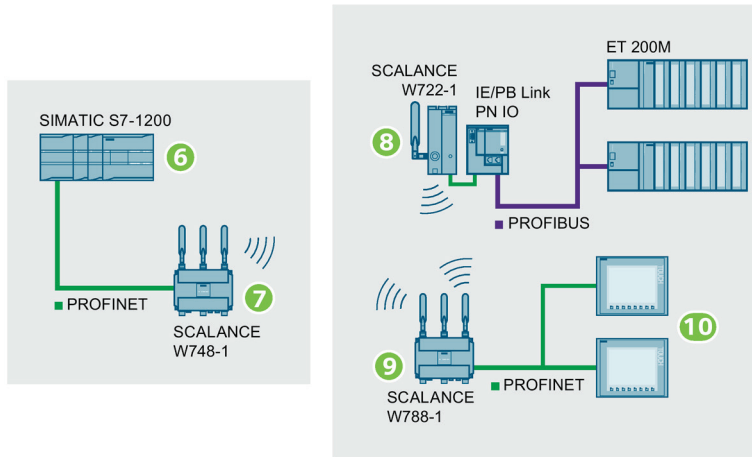 SIMATIC S7-1200
6
PROFINET
7
SCALANCE
W748-1
ET 200M
SCALANCE
W722-1
IE/PB Link
PN IO
8
PROFIBUS
9
SCALANCE
W788-1
PROFINET
10